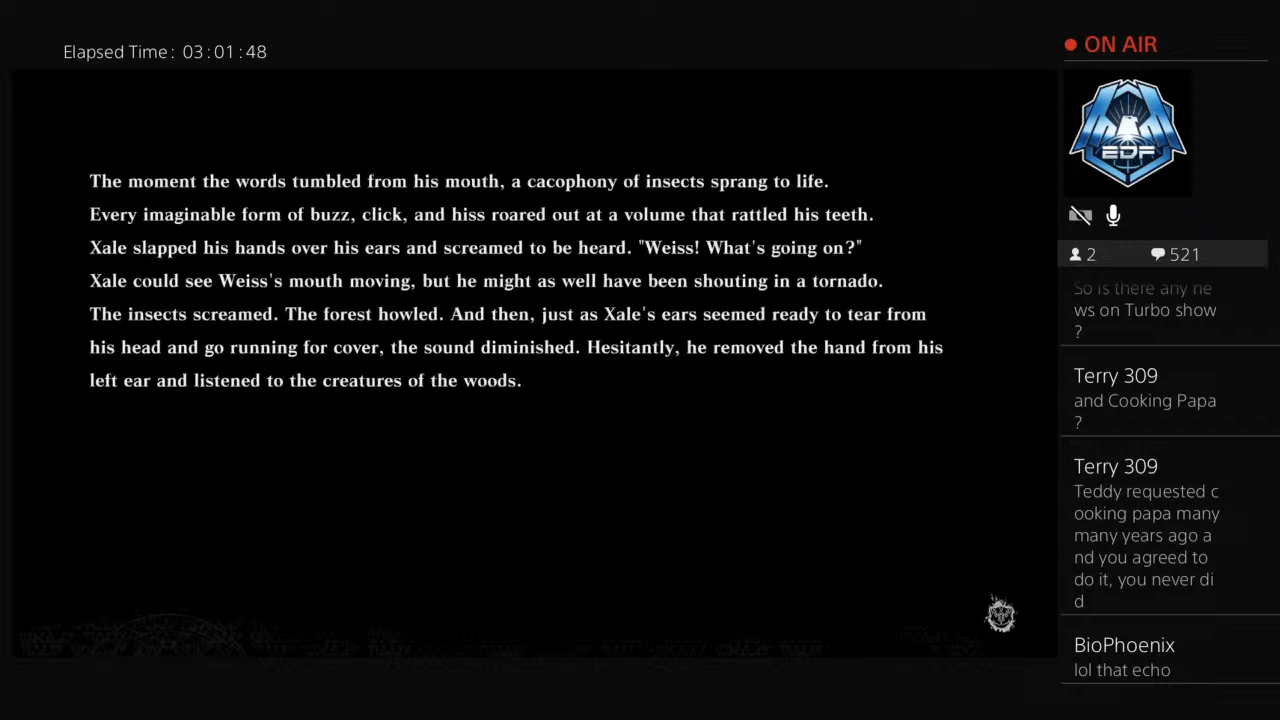 Elapsed Time: 03:01:48
ON AIR
EDF
2
521
The moment the words tumbled from his mouth, a cacophony of insects sprang to life.
Every imaginable form of buzz, click, and hiss roared out at a volume that rattled his teeth.
Xale slapped his hands over his ears and screamed to be heard. "Weiss! What's going on?"
Xale could see Weiss's mouth moving, but he might as well have been shouting in a tornado.
The insects screamed. The forest howled. And then, just as Xale's ears seemed ready to tear from
his head and go running for cover, the sound diminished. Hesitantly, he removed the hand from his
left ear and listened to the creatures of the woods.
So is there any ne
ws on Turbo show
?
Terry 309
and Cooking Papa
?
Terry 309
Teddy requested c
ooking papa many
many years ago a
nd you agreed to
do it, you never di
d
BioPhoenix
lol that echo